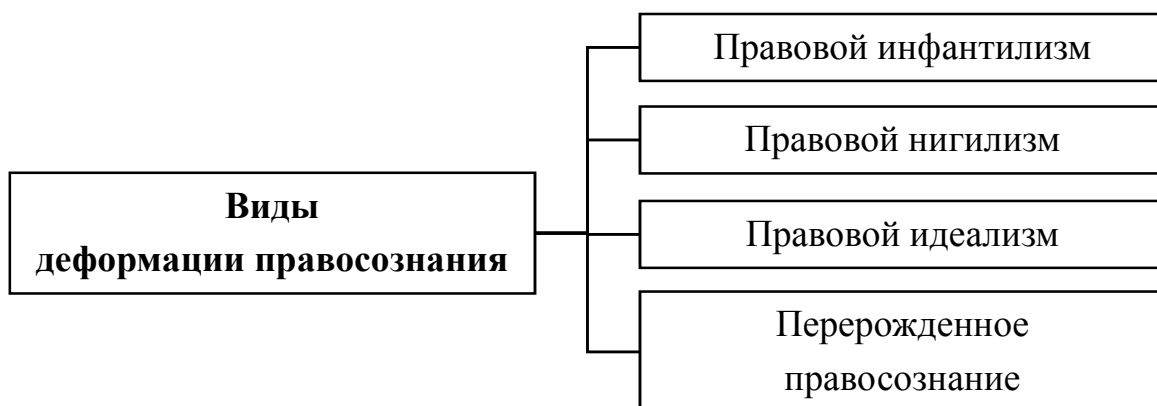 Правовой инфантилизм
Правовой нигилизм
Виды
деформации правосознания
Правовой идеализм
Перерожденное
правосознание